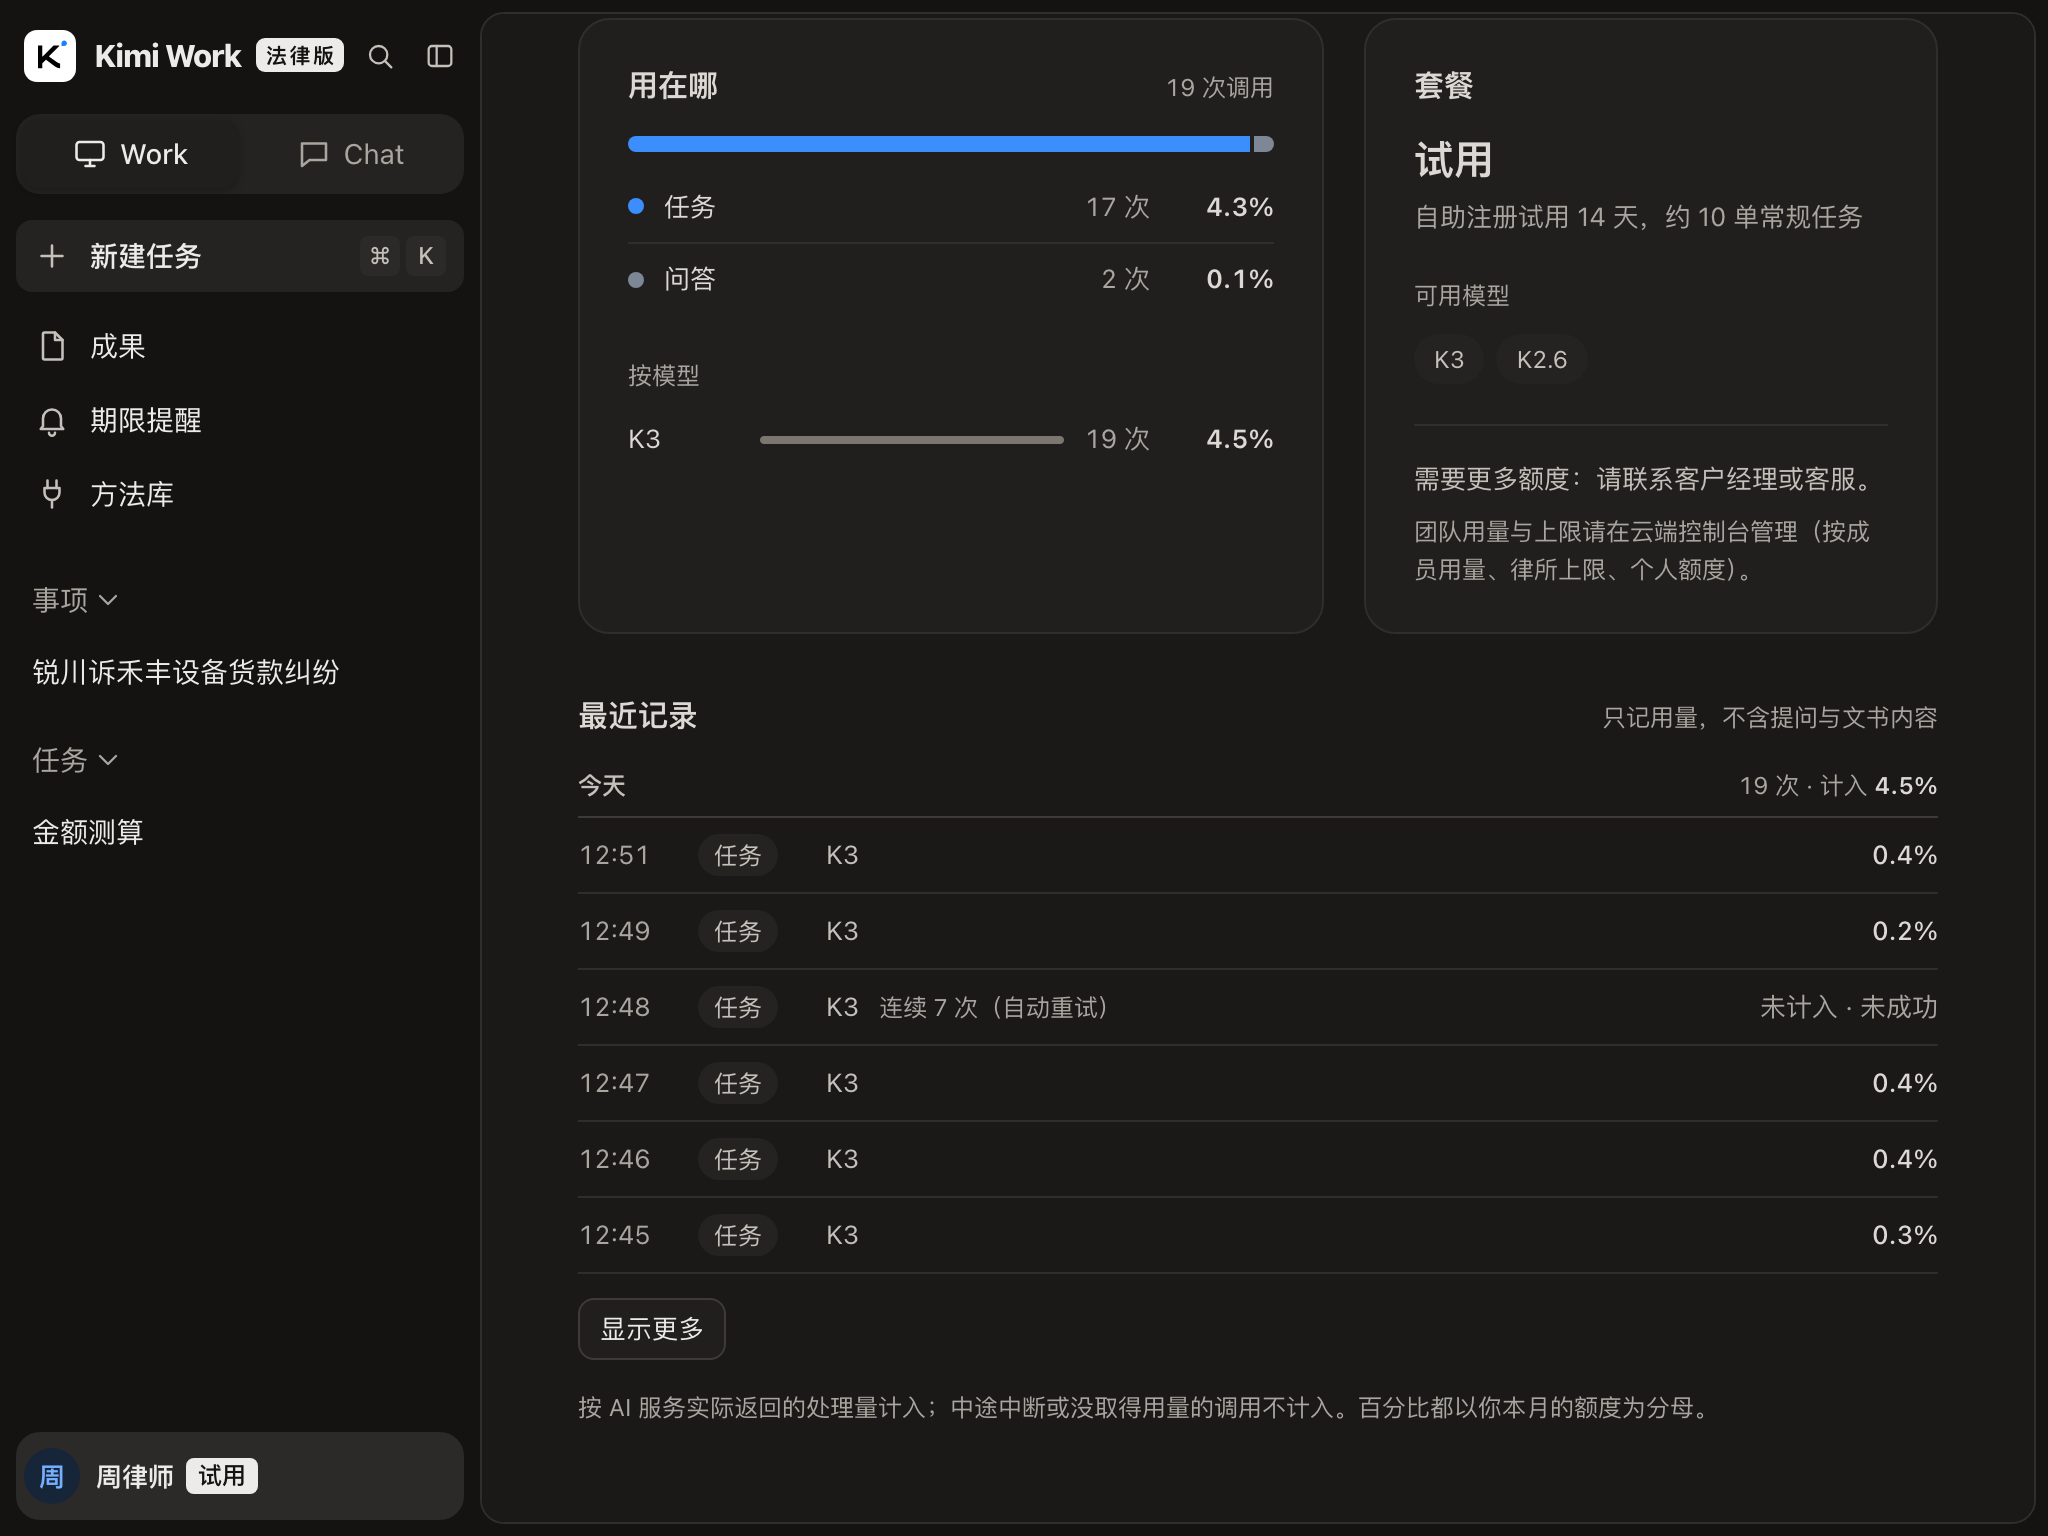 Kimi Work 法律版
Work
Chat
新建任务 ⌘ K
成果
期限提醒
方法库
事项
锐川诉禾丰设备货款纠纷
任务
金额测算
周 周律师 试用
用在哪 19 次调用
任务 17 次 4.3%
问答 2 次 0.1%
按模型
K3 19 次 4.5%
套餐
试用
自助注册试用 14 天，约 10 单常规任务
可用模型
K3 K2.6
需要更多额度：请联系客户经理或客服。
团队用量与上限请在云端控制台管理（按成
员用量、律所上限、个人额度）。
最近记录 只记用量，不含提问与文书内容
今天 19 次 · 计入 4.5%
12:51 任务 K3 0.4%
12:49 任务 K3 0.2%
12:48 任务 K3 连续 7 次（自动重试） 未计入 · 未成功
12:47 任务 K3 0.4%
12:46 任务 K3 0.4%
12:45 任务 K3 0.3%
显示更多
按 AI 服务实际返回的处理量计入；中途中断或没取得用量的调用不计入。百分比都以你本月的额度为分母。